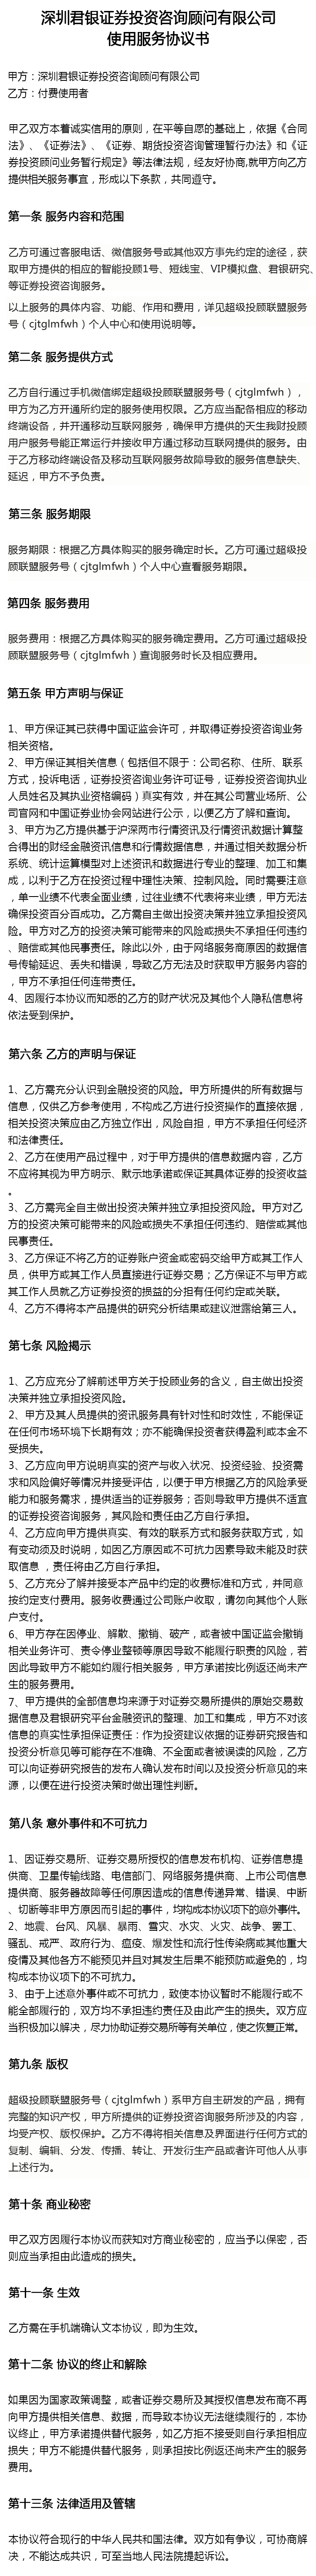 深圳君银证券投资咨询顾问有限公司
使用服务协议书
甲方：深圳君银证券投资咨询顾问有限公司
乙方：付费使用者
甲乙双方本着诚实信用的原则，在平等自愿的基础上，依据《合同
法》、《证券法》、《证券、期货投资咨询管理暂行办法》和《证
券投资顾问业务暂行规定》等法律法规，经友好协商,就甲方向乙方
提供相关服务事宜，形成以下条款，共同遵守。
第一条 服务内容和范围
乙方可通过客服电话、微信服务号或其他双方事先约定的途径，获
取甲方提供的相应的智能投顾1号、短线宝、VIP模拟盘、君银研究、
等证券投资咨询服务。
以上服务的具体内容、功能、作用和费用，详见超级投顾联盟服务
号（cjtglmfwh）个人中心和使用说明等。
第二条 服务提供方式
乙方自行通过手机微信绑定超级投顾联盟服务号（cjtglmfwh），
甲方为乙方开通所约定的服务使用权限。乙方应当配备相应的移动
终端设备，并开通移动互联网服务，确保甲方提供的天生我财投顾
用户服务号能正常运行并接收甲方通过移动互联网提供的服务。由
于乙方移动终端设备及移动互联网服务故障导致的服务信息缺失、
延迟，甲方不予负责。
第三条 服务期限
服务期限：根据乙方具体购买的服务确定时长。乙方可通过超级投
顾联盟服务号（cjtglmfwh）个人中心查看服务期限。
第四条 服务费用
服务费用：根据乙方具体购买的服务确定费用。乙方可通过超级投
顾联盟服务号（cjtglmfwh）查询服务时长及相应费用。
第五条 甲方声明与保证
1、甲方保证其已获得中国证监会许可，并取得证券投资咨询业务
相关资格。
2、甲方保证其相关信息（包括但不限于：公司名称、住所、联系
方式，投诉电话，证券投资咨询业务许可证号，证券投资咨询执业
人员姓名及其执业资格编码）真实有效，并在其公司营业场所、公
司官网和中国证券业协会网站进行公示，以便乙方了解和查询。
3、甲方为乙方提供基于沪深两市行情资讯及行情资讯数据计算整
合得出的财经金融资讯信息和行情数据信息，并通过相关数据分析
系统、统计运算模型对上述资讯和数据进行专业的整理、加工和集
成，以利于乙方在投资过程中理性决策、控制风险。同时需要注意
，单一业绩不代表全面业绩，过往业绩不代表将来业绩，甲方无法
确保投资百分百成功。乙方需自主做出投资决策并独立承担投资风
险。甲方对乙方的投资决策可能带来的风险或损失不承担任何违约
、赔偿或其他民事责任。除此以外，由于网络服务商原因的数据信
号传输延迟、丢失和错误，导致乙方无法及时获取甲方服务内容的
，甲方不承担任何连带责任。
4、因履行本协议而知悉的乙方的财产状况及其他个人隐私信息将
依法受到保护。
第六条 乙方的声明与保证
1、乙方需充分认识到金融投资的风险。甲方所提供的所有数据与
信息，仅供乙方参考使用，不构成乙方进行投资操作的直接依据，
相关投资决策应由乙方独立作出，风险自担，甲方不承担任何经济
和法律责任。
2、乙方在使用产品过程中，对于甲方提供的信息数据内容，乙方
不应将其视为甲方明示、默示地承诺或保证其具体证券的投资收益
。
3、乙方需完全自主做出投资决策并独立承担投资风险。甲方对乙
方的投资决策可能带来的风险或损失不承担任何违约、赔偿或其他
民事责任。
3、乙方保证不将乙方的证券账户资金或密码交给甲方或其工作人
员，供甲方或其工作人员直接进行证券交易；乙方保证不与甲方或
其工作人员就乙方证券投资的损益的分担有任何约定或关联。
4、乙方不得将本产品提供的研究分析结果或建议泄露给第三人。
第七条 风险揭示
1、乙方应充分了解前述甲方关于投顾业务的含义，自主做出投资
决策并独立承担投资风险。
2、甲方及其人员提供的资讯服务具有针对性和时效性，不能保证
在任何市场环境下长期有效；亦不能确保投资者获得盈利或本金不
受损失。
3、乙方应向甲方说明真实的资产与收入状况、投资经验、投资需
求和风险偏好等情况并接受评估，以便于甲方根据乙方的风险承受
能力和服务需求，提供适当的证券服务；否则导致甲方提供不适宜
的证券投资咨询服务，其风险和责任由乙方自行承担。
4、乙方应向甲方提供真实、有效的联系方式和服务获取方式，如
有变动须及时说明，如因乙方原因或不可抗力因素导致未能及时获
取信息 ，责任将由乙方自行承担。
5、乙方充分了解并接受本产品中约定的收费标准和方式，并同意
按约定支付费用。服务收费通过公司账户收取，请勿向其他个人账
户支付。
6、甲方存在因停业、解散、撤销、破产，或者被中国证监会撤销
相关业务许可、责令停业整顿等原因导致不能履行职责的风险，若
因此导致甲方不能如约履行相关服务，甲方承诺按比例返还尚未产
生的服务费用。
7、甲方提供的全部信息均来源于对证券交易所提供的原始交易数
据信息及君银研究平台金融资讯的整理、加工和集成，甲方不对该
信息的真实性承担保证责任：作为投资建议依据的证券研究报告和
投资分析意见等可能存在不准确、不全面或者被误读的风险，乙方
可以向证券研究报告的发布人确认发布时间以及投资分析意见的来
源，以便在进行投资决策时做出理性判断。
第八条 意外事件和不可抗力
1、因证券交易所、证券交易所授权的信息发布机构、证券信息提
供商、卫星传输线路、电信部门、网络服务提供商、上市公司信息
提供商、服务器故障等任何原因造成的信息传递异常、错误、中断
、切断等非甲方原因而引起的事件，均构成本协议项下的意外事件。
2、地震、台风、风暴、暴雨、雪灾、水灾、火灾、战争、罢工、
骚乱、戒严、政府行为、瘟疫、爆发性和流行性传染病或其他重大
疫情及其他各方不能预见并且对其发生后果不能预防或避免的，均
构成本协议项下的不可抗力。
3、由于上述意外事件或不可抗力，致使本协议暂时不能履行或不
能全部履行的，双方均不承担违约责任及由此产生的损失。双方应
当积极加以解决，尽力协助证券交易所等有关单位，使之恢复正常。
第九条 版权
超级投顾联盟服务号（cjtglmfwh）系甲方自主研发的产品，拥有
完整的知识产权，甲方所提供的证券投资咨询服务所涉及的内容，
均受产权、版权保护。乙方不得将相关信息及界面进行任何方式的
复制、编辑、分发、传播、转让、开发衍生产品或者许可他人从事
上述行为。
第十条 商业秘密
甲乙双方因履行本协议而获知对方商业秘密的，应当予以保密，否
则应当承担由此造成的损失。
第十一条 生效
乙方需在手机端确认文本协议，即为生效。
第十二条 协议的终止和解除
如果因为国家政策调整，或者证券交易所及其授权信息发布商不再
向甲方提供相关信息、数据，而导致本协议无法继续履行的，本协
议终止，甲方承诺提供替代服务，如乙方拒不接受则自行承担相应
损失；甲方不能提供替代服务，则承担按比例返还尚未产生的服务
费用。
第十三条 法律适用及管辖
本协议符合现行的中华人民共和国法律。双方如有争议，可协商解
决，不能达成共识，可至当地人民法院提起诉讼。